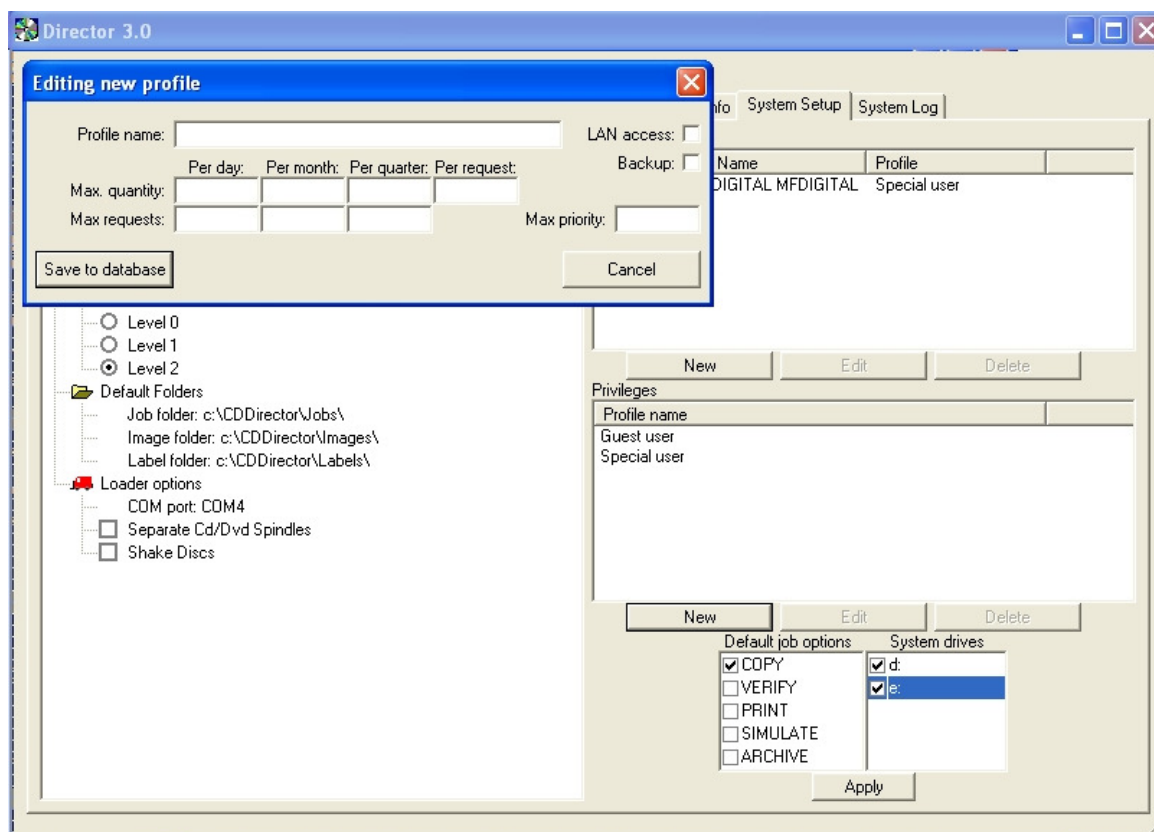 Director 3.0
Editing new profile
Profile name:
LAN access:
Per day: Per month: Per quarter: Per request:
Backup:
Max. quantity:
Max requests:
Max priority:
Save to database
Cancel
System Setup
System Log
Name Profile
DIGITAL MFDIGITAL Special user
New Edit Delete
Level 0
Level 1
Level 2
Default Folders
Job folder: c:\CDDirector\Jobs\
Image folder: c:\CDDirector\Images\
Label folder: c:\CDDirector\Labels\
Loader options
COM port: COM4
Separate Cd/Dvd Spindles
Shake Discs
Privileges
Profile name
Guest user
Special user
New Edit Delete
Default job options System drives
COPY d:
VERIFY e:
PRINT
SIMULATE
ARCHIVE
Apply